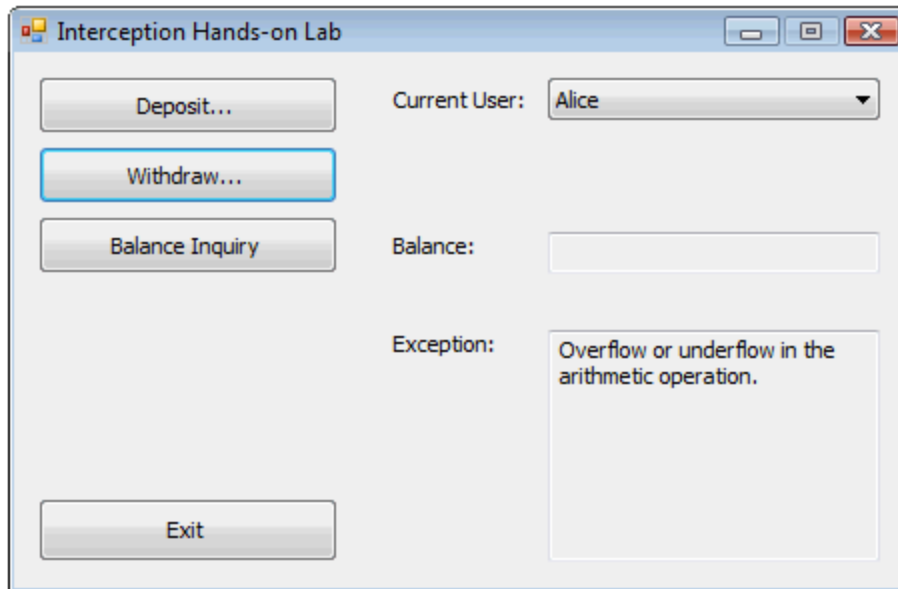 Interception Hands-on Lab
Deposit...
Current User:
Alice
Withdraw...
Balance Inquiry
Balance:
Exception:
Overflow or underflow in the
arithmetic operation.
Exit